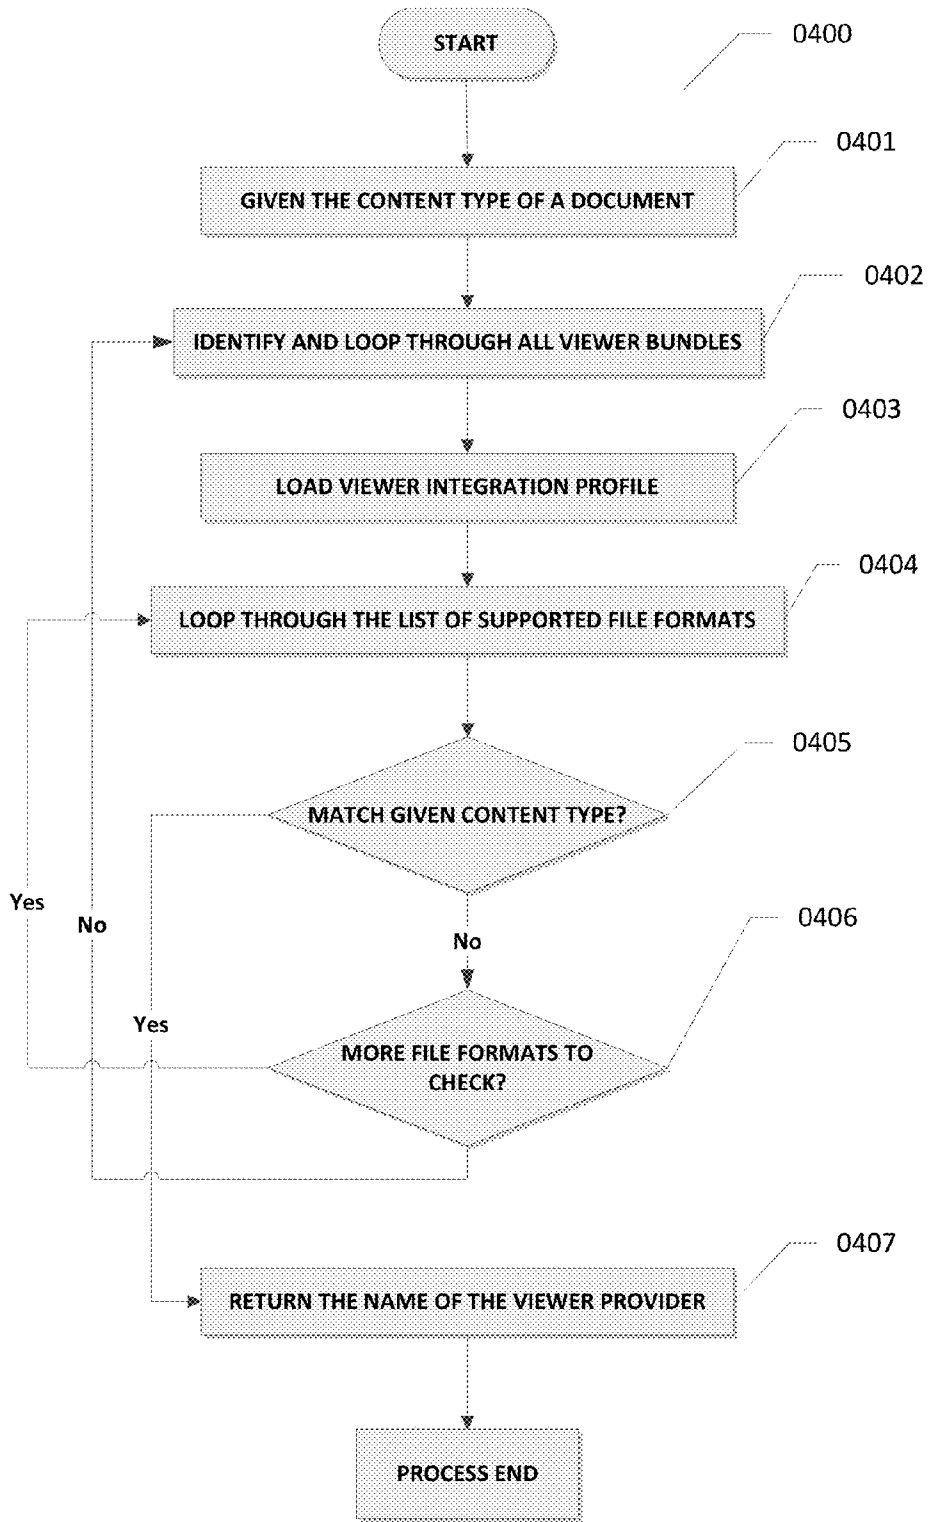 START
0400
0401
GIVEN THE CONTENT TYPE OF A DOCUMENT
0402
IDENTIFY AND LOOP THROUGH ALL VIEWER BUNDLES
0403
LOAD VIEWER INTEGRATION PROFILE
0404
LOOP THROUGH THE LIST OF SUPPORTED FILE FORMATS
0405
MATCH GIVEN CONTENT TYPE?
Yes
No
No
0406
Yes
MORE FILE FORMATS TO
CHECK?
0407
RETURN THE NAME OF THE VIEWER PROVIDER
PROCESS END